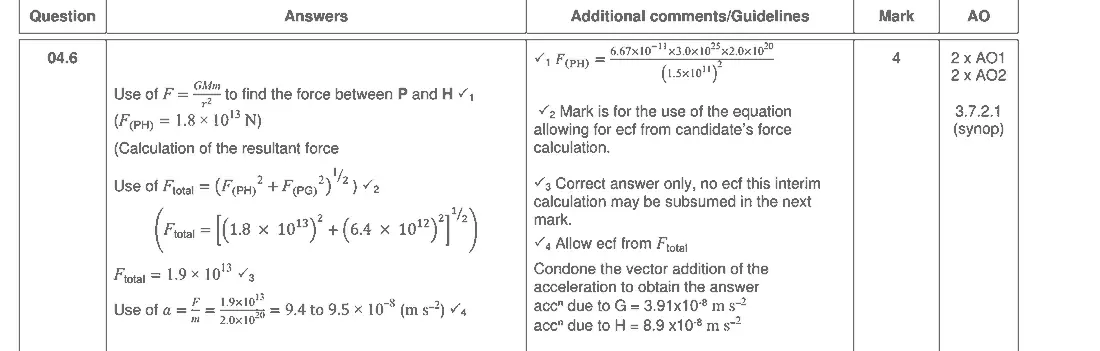 Question Answers Additional comments/Guidelines Mark AO
04.6
Use of F = GMm/r² to find the force between P and H ✓₁
(F(PH) = 1.8 × 10¹³ N)
(Calculation of the resultant force
Use of Ftotal = (F(PH)² + F(PG)²)^1/2 ) ✓₂
(Ftotal = [(1.8 × 10¹³)² + (6.4 × 10¹²)²]^1/2)
Ftotal = 1.9 × 10¹³ ✓₃
Use of a = F/m = 1.9×10¹³/2.0×10²⁰ = 9.4 to 9.5 × 10⁻⁸ (m s⁻²) ✓₄
✓₁ F(PH) = 6.67×10⁻¹¹×3.0×10²⁵×2.0×10²⁰/(1.5×10¹¹)²
✓₂ Mark is for the use of the equation
allowing for ecf from candidate's force
calculation.
✓₃ Correct answer only, no ecf this interim
calculation may be subsumed in the next
mark.
✓₄ Allow ecf from Ftotal
Condone the vector addition of the
acceleration to obtain the answer
accⁿ due to G = 3.91x10⁻⁸ m s⁻²
accⁿ due to H = 8.9 x10⁻⁸ m s⁻²
4
2 x AO1
2 x AO2
3.7.2.1
(synop)